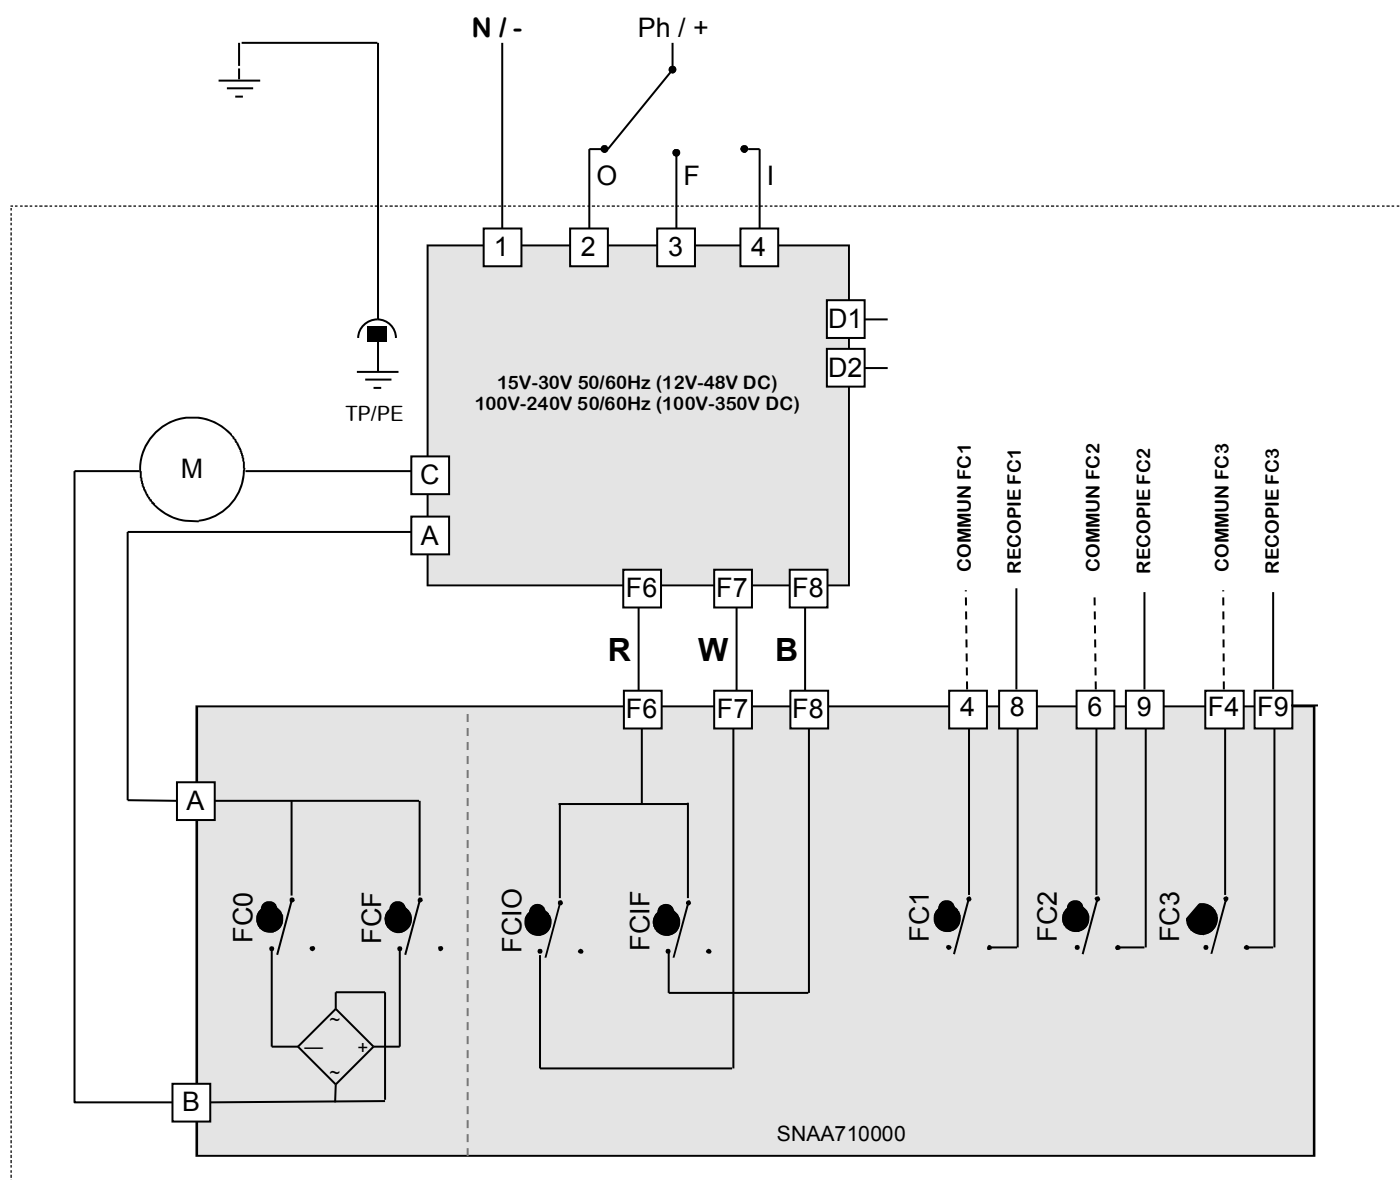 N / -
Ph / +
O
F
I
1
2
3
4
D1
D2
15V-30V 50/60Hz (12V-48V DC)
100V-240V 50/60Hz (100V-350V DC)
TP/PE
M
C
A
COMMUN FC1
RECOPIE FC1
COMMUN FC2
RECOPIE FC2
COMMUN FC3
RECOPIE FC3
F6
F7
F8
R
W
B
F6
F7
F8
4
8
6
9
F4
F9
A
FC0
FCF
FCIO
FCIF
FC1
FC2
FC3
~
—
+
~
B
SNAA710000